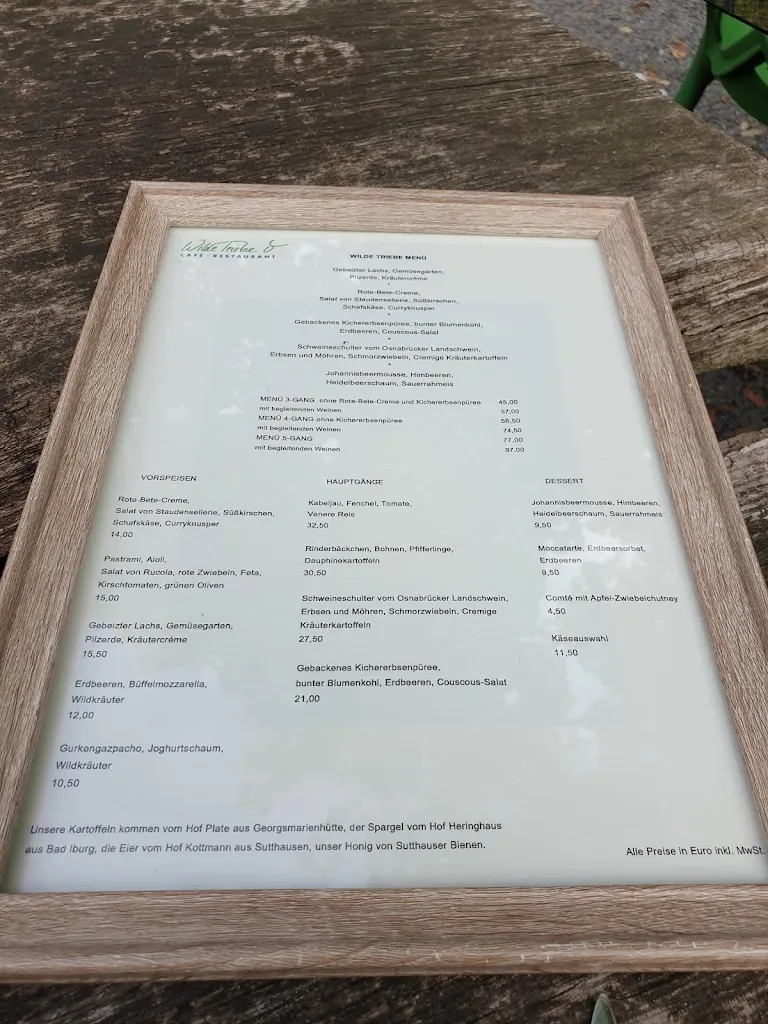 Wilde Triebe &
CAFÉ · RESTAURANT
WILDE TRIEBE MENÜ
Gebeizter Lachs, Gemüsegarten,
Pilzerde, Kräutercrème
*
Rote-Bete-Creme,
Salat von Staudensellerie, Süßkirschen,
Schafskäse, Curryknusper
*
Gebackenes Kichererbsenpüree, bunter Blumenkohl,
Erdbeeren, Couscous-Salat
*
Schweineschulter vom Osnabrücker Landschwein,
Erbsen und Möhren, Schmorzwiebeln, Cremige Kräuterkartoffeln
*
Johannisbeermousse, Himbeeren,
Heidelbeerschaum, Sauerrahmeis
MENÜ 3-GANG ohne Rote-Bete-Creme und Kichererbsenpüree 45,00
mit begleitenden Weinen 57,00
MENÜ 4-GANG ohne Kichererbsenpüree 58,50
mit begleitenden Weinen 74,50
MENÜ 5-GANG 77,00
mit begleitenden Weinen 97,00
VORSPEISEN
Rote-Bete-Creme,
Salat von Staudensellerie, Süßkirschen,
Schafskäse, Curryknusper
14,00
Pastrami, Aioli,
Salat von Rucola, rote Zwiebeln, Feta,
Kirschtomaten, grünen Oliven
15,00
Gebeizter Lachs, Gemüsegarten,
Pilzerde, Kräutercrème
15,50
Erdbeeren, Büffelmozzarella,
Wildkräuter
12,00
Gurkengazpacho, Joghurtschaum,
Wildkräuter
10,50
HAUPTGÄNGE
Kabeljau, Fenchel, Tomate,
Venere Reis
32,50
Rinderbäckchen, Bohnen, Pfifferlinge,
Dauphinekartoffeln
30,50
Schweineschulter vom Osnabrücker Landschwein,
Erbsen und Möhren, Schmorzwiebeln, Cremige
Kräuterkartoffeln
27,50
Gebackenes Kichererbsenpüree,
bunter Blumenkohl, Erdbeeren, Couscous-Salat
21,00
DESSERT
Johannisbeermousse, Himbeeren,
Heidelbeerschaum, Sauerrahmeis
9,50
Moccatarte, Erdbeersorbet,
Erdbeeren
9,50
Comté mit Apfel-Zwiebelchutney
4,50
Käseauswahl
11,50
Unsere Kartoffeln kommen vom Hof Plate aus Georgsmarienhütte, der Spargel vom Hof Heringhaus
aus Bad Iburg, die Eier vom Hof Kottmann aus Sutthausen, unser Honig von Sutthauser Bienen.
Alle Preise in Euro inkl. MwSt.